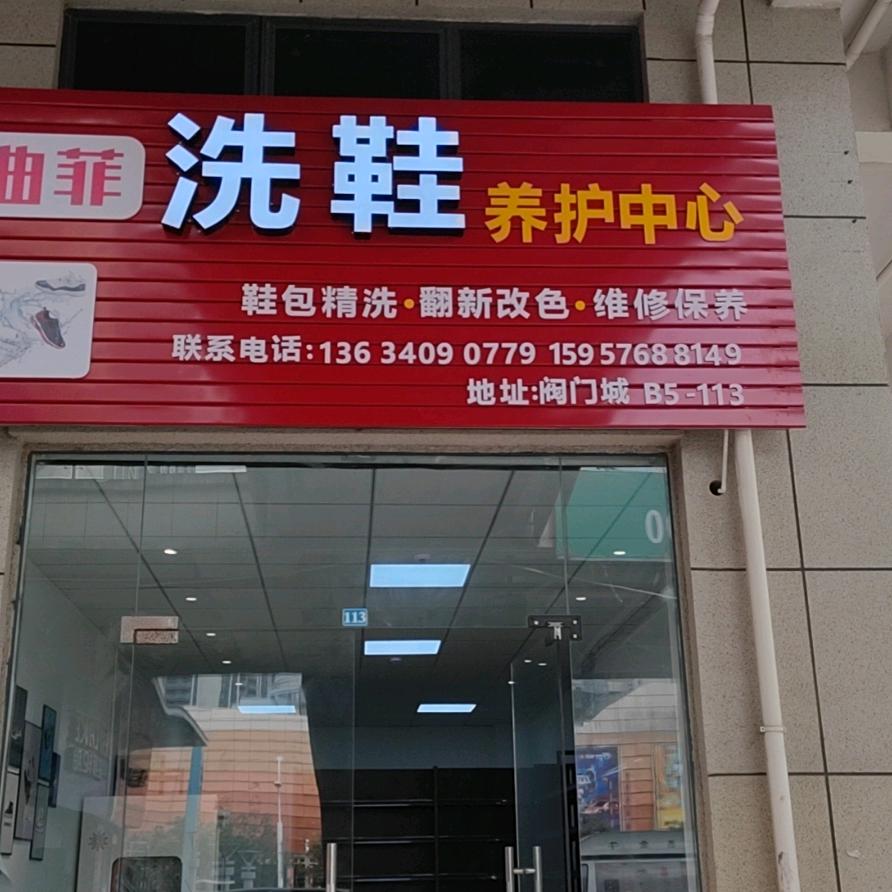 菲
洗鞋 养护中心
鞋包精洗·翻新改色·维修保养
联系电话:136 3409 0779 159 5768 8149
地址:阀门城 B5-113
113